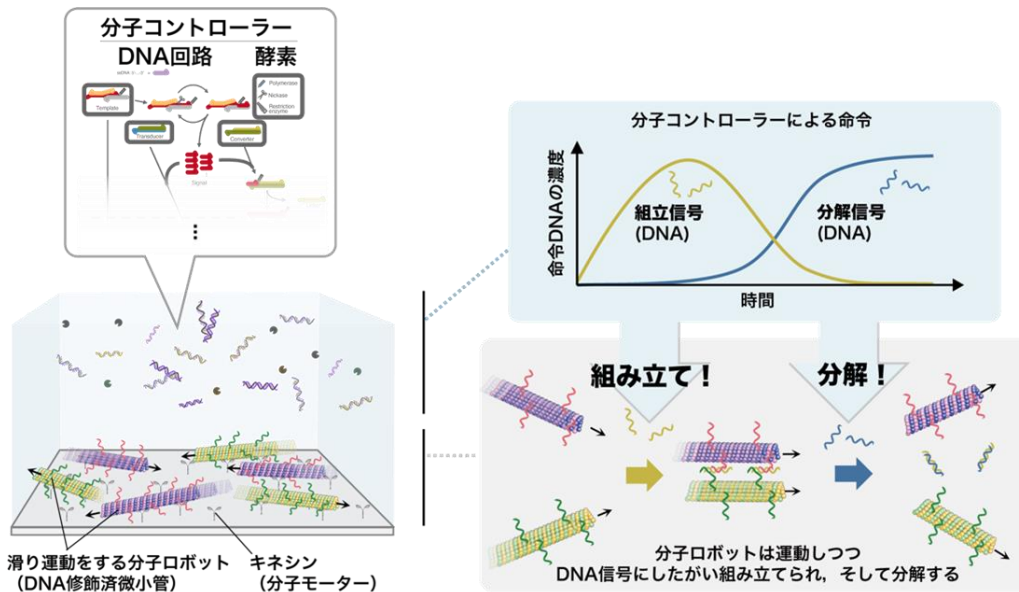 分子コントローラー
DNA回路
酵素
Polymerase
Nickase
Restriction
enzyme
Template
Transducer
Converter
Signal
⋮
分子コントローラーによる命令
命令DNAの濃度
組立信号
(DNA)
分解信号
(DNA)
時間
組み立て！
分解！
滑り運動をする分子ロボット
（DNA修飾済微小管）
キネシン
（分子モーター）
分子ロボットは運動しつつ
DNA信号にしたがい組み立てられ，そして分解する